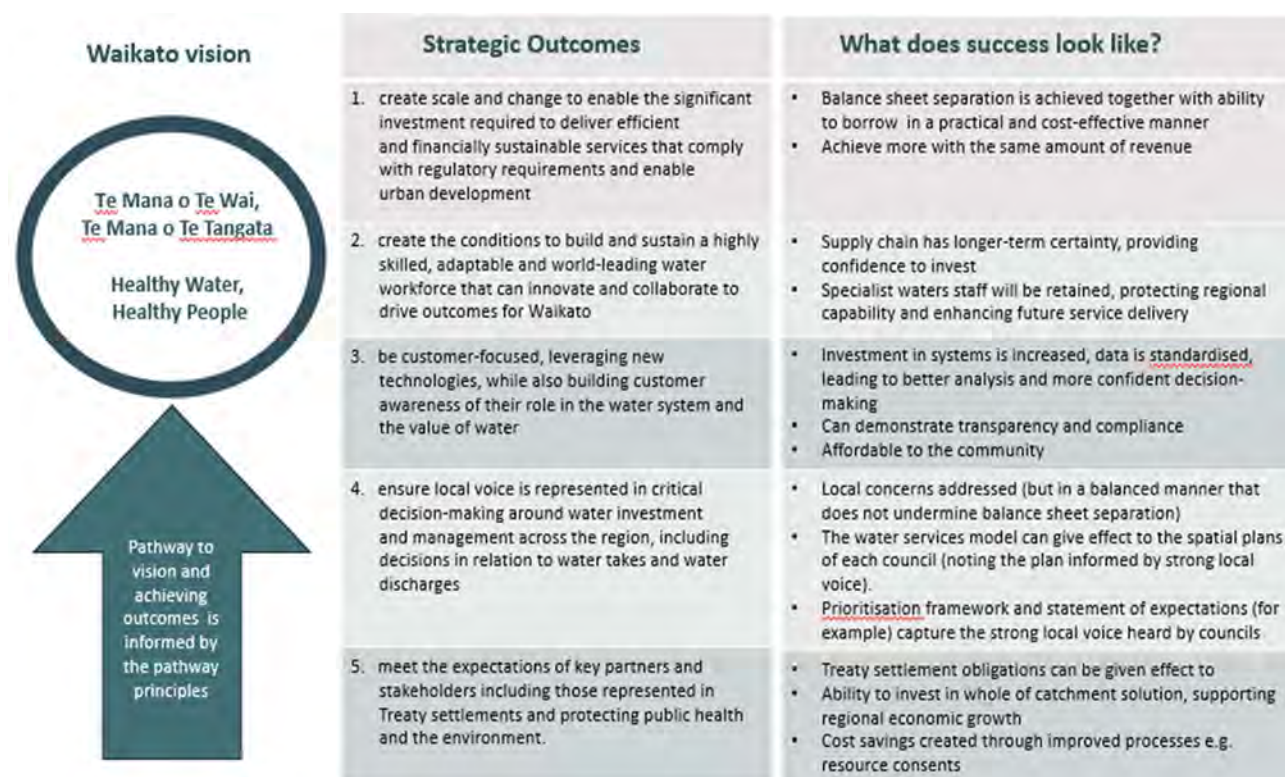 Waikato vision
Te Mana o Te Wai,
Te Mana o Te Tangata
Healthy Water,
Healthy People
Pathway to
vision and
achieving
outcomes is
informed by
the pathway
principles
Strategic Outcomes
What does success look like?
1. create scale and change to enable the significant
investment required to deliver efficient
and financially sustainable services that comply
with regulatory requirements and enable
urban development
• Balance sheet separation is achieved together with ability
to borrow in a practical and cost-effective manner
• Achieve more with the same amount of revenue
2. create the conditions to build and sustain a highly
skilled, adaptable and world-leading water
workforce that can innovate and collaborate to
drive outcomes for Waikato
• Supply chain has longer-term certainty, providing
confidence to invest
• Specialist waters staff will be retained, protecting regional
capability and enhancing future service delivery
3. be customer-focused, leveraging new
technologies, while also building customer
awareness of their role in the water system and
the value of water
• Investment in systems is increased, data is standardised,
leading to better analysis and more confident decision-
making
• Can demonstrate transparency and compliance
• Affordable to the community
4. ensure local voice is represented in critical
decision-making around water investment
and management across the region, including
decisions in relation to water takes and water
discharges
• Local concerns addressed (but in a balanced manner that
does not undermine balance sheet separation)
• The water services model can give effect to the spatial plans
of each council (noting the plan informed by strong local
voice).
• Prioritisation framework and statement of expectations (for
example) capture the strong local voice heard by councils
5. meet the expectations of key partners and
stakeholders including those represented in
Treaty settlements and protecting public health
and the environment.
• Treaty settlement obligations can be given effect to
• Ability to invest in whole of catchment solution, supporting
regional economic growth
• Cost savings created through improved processes e.g.
resource consents